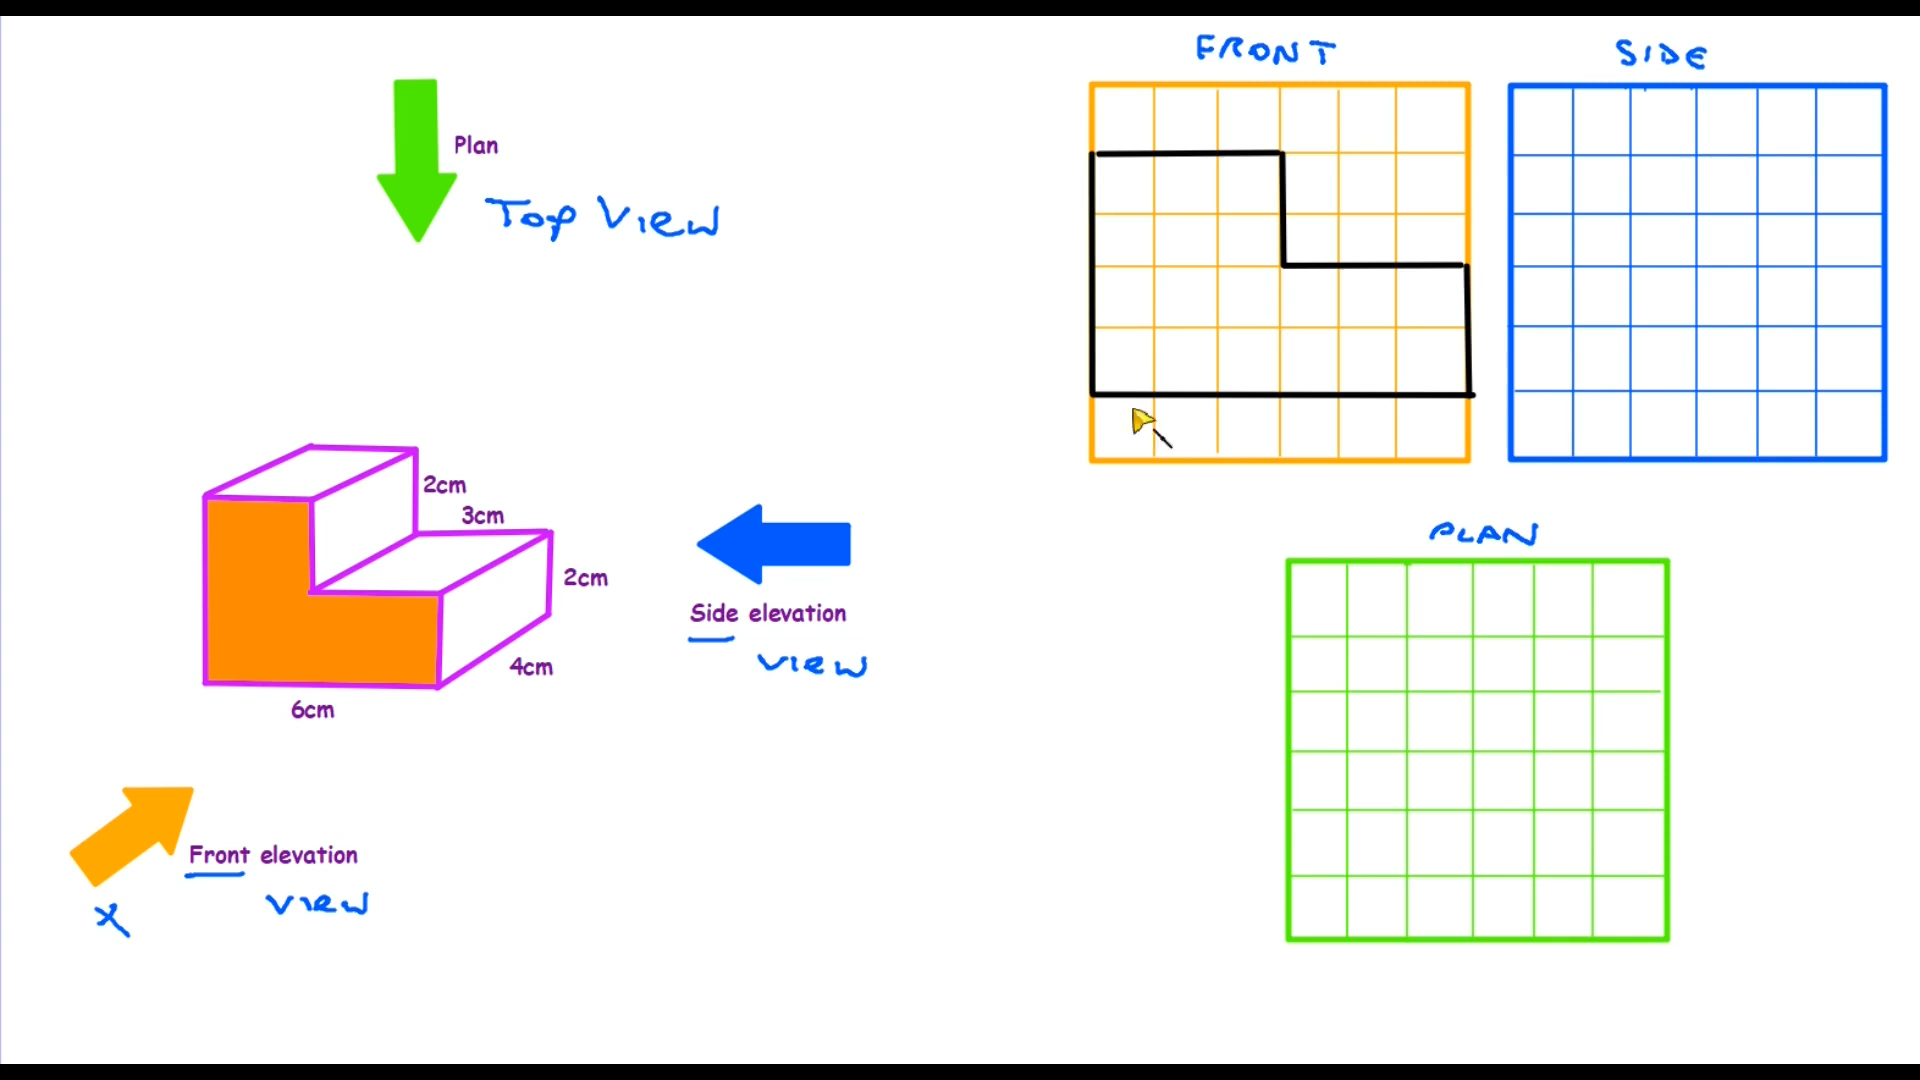 FRONT
SIDE
Plan
Top View
2cm
3cm
2cm
4cm
6cm
Side elevation
view
PLAN
Front elevation
view
x